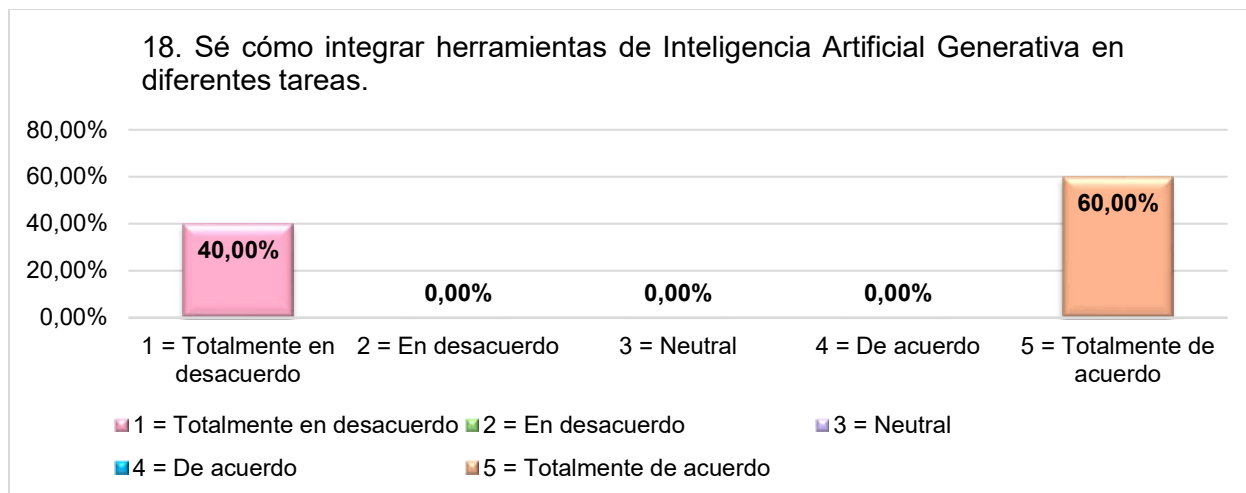 18. Sé cómo integrar herramientas de Inteligencia Artificial Generativa en
diferentes tareas.
80,00%
60,00%
40,00%
20,00%
0,00%
40,00%
0,00%
0,00%
0,00%
60,00%
1 = Totalmente en
desacuerdo
2 = En desacuerdo
3 = Neutral
4 = De acuerdo
5 = Totalmente de
acuerdo
1 = Totalmente en desacuerdo
2 = En desacuerdo
3 = Neutral
4 = De acuerdo
5 = Totalmente de acuerdo